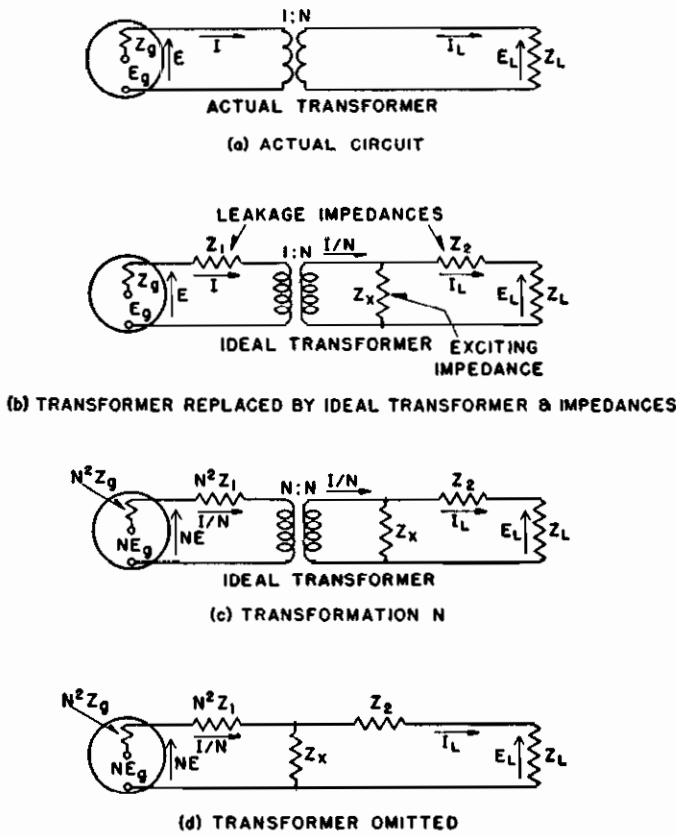 I:N
Zg
Eg
E
I
IL
EL
ZL
ACTUAL TRANSFORMER
(a) ACTUAL CIRCUIT
LEAKAGE IMPEDANCES
Z1
I:N
I/N
Z2
Zg
Eg
E
I
ZX
IL
EL
ZL
IDEAL TRANSFORMER
EXCITING
IMPEDANCE
(b) TRANSFORMER REPLACED BY IDEAL TRANSFORMER & IMPEDANCES
N²Zg
N²Z1
N:N
I/N
Z2
NEg
NE
I/N
ZX
IL
EL
ZL
IDEAL TRANSFORMER
(c) TRANSFORMATION N
N²Zg
N²Z1
Z2
NEg
NE
I/N
ZX
IL
EL
ZL
(d) TRANSFORMER OMITTED